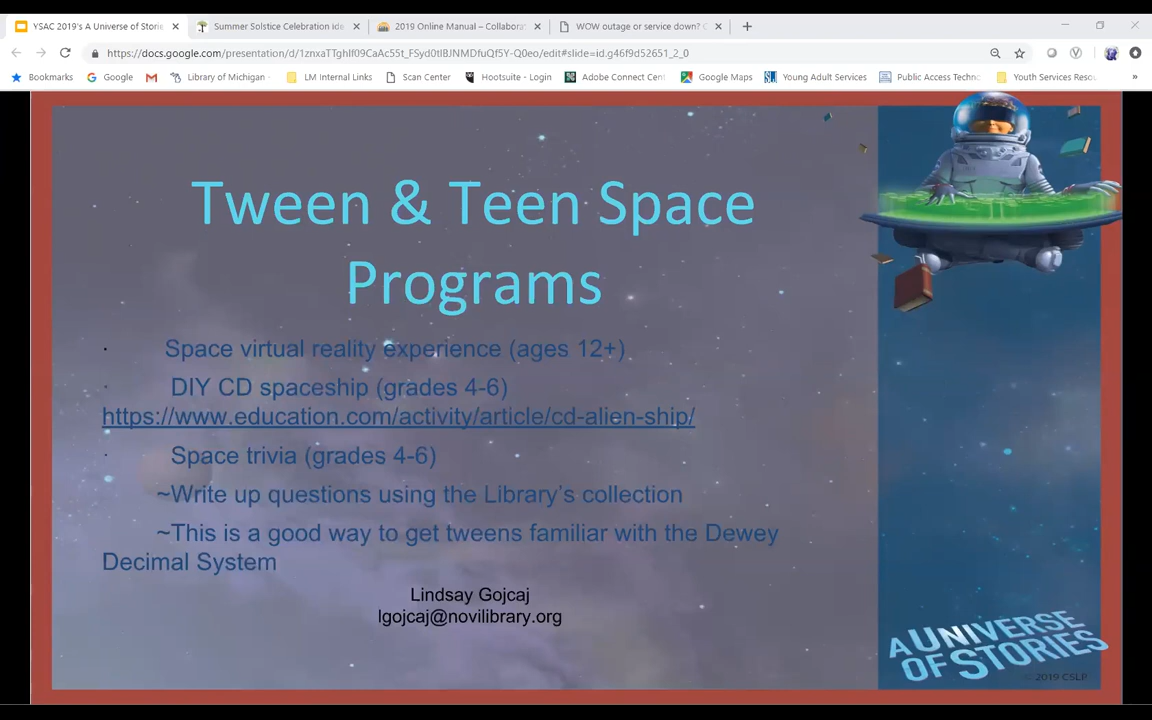 YSAC 2019's A Universe of Storie
Summer Solstice Celebration ide
2019 Online Manual – Collabora
WOW outage or service down? C
https://docs.google.com/presentation/d/1znxaTTghIf09CaAc55t_FSyd0tIBJNMDfuQf5Y-Q0eo/edit#slide=id.g46f9d52651_2_0
Bookmarks
Google
Library of Michigan -
LM Internal Links
Scan Center
Hootsuite - Login
Adobe Connect Cent
Google Maps
Young Adult Services
Public Access Techno
Youth Services Resou
»
Tween & Teen Space
Programs
· Space virtual reality experience (ages 12+)
· DIY CD spaceship (grades 4-6)
https://www.education.com/activity/article/cd-alien-ship/
· Space trivia (grades 4-6)
~Write up questions using the Library's collection
~This is a good way to get tweens familiar with the Dewey
Decimal System
Lindsay Gojcaj
lgojcaj@novilibrary.org
A UNIVERSE
OF STORIES
© 2019 CSLP